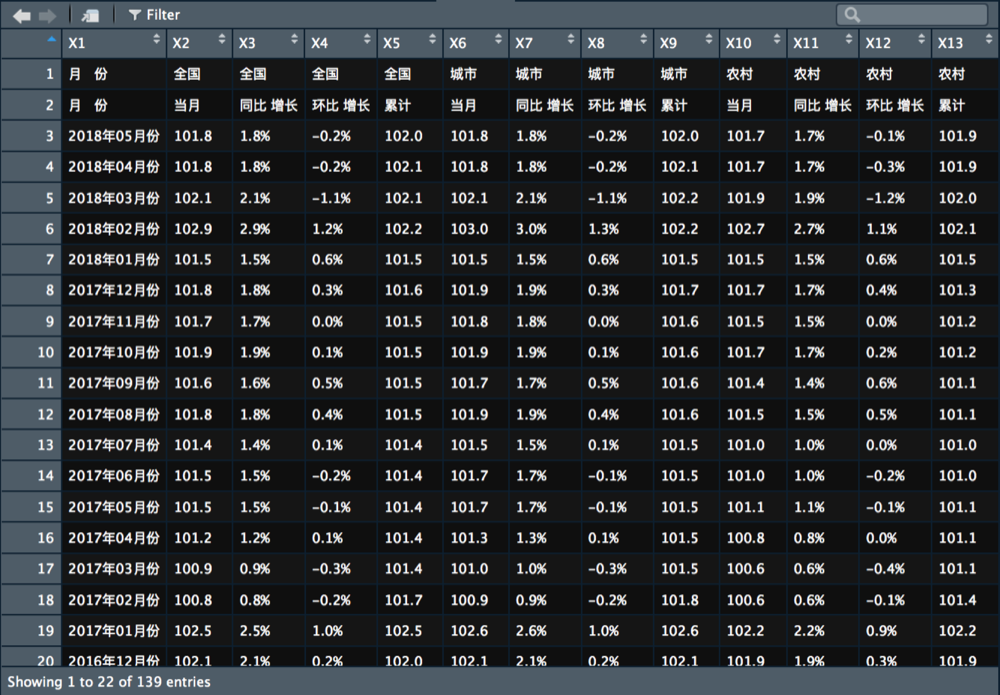 Filter
X1 X2 X3 X4 X5 X6 X7 X8 X9 X10 X11 X12 X13
1 月 份 全国 全国 全国 全国 城市 城市 城市 城市 农村 农村 农村 农村
2 月 份 当月 同比 增长 环比 增长 累计 当月 同比 增长 环比 增长 累计 当月 同比 增长 环比 增长 累计
3 2018年05月份 101.8 1.8% -0.2% 102.0 101.8 1.8% -0.2% 102.0 101.7 1.7% -0.1% 101.9
4 2018年04月份 101.8 1.8% -0.2% 102.1 101.8 1.8% -0.2% 102.1 101.7 1.7% -0.3% 101.9
5 2018年03月份 102.1 2.1% -1.1% 102.1 102.1 2.1% -1.1% 102.2 101.9 1.9% -1.2% 102.0
6 2018年02月份 102.9 2.9% 1.2% 102.2 103.0 3.0% 1.3% 102.2 102.7 2.7% 1.1% 102.1
7 2018年01月份 101.5 1.5% 0.6% 101.5 101.5 1.5% 0.6% 101.5 101.5 1.5% 0.6% 101.5
8 2017年12月份 101.8 1.8% 0.3% 101.6 101.9 1.9% 0.3% 101.7 101.7 1.7% 0.4% 101.3
9 2017年11月份 101.7 1.7% 0.0% 101.5 101.8 1.8% 0.0% 101.6 101.5 1.5% 0.0% 101.2
10 2017年10月份 101.9 1.9% 0.1% 101.5 101.9 1.9% 0.1% 101.6 101.7 1.7% 0.2% 101.2
11 2017年09月份 101.6 1.6% 0.5% 101.5 101.7 1.7% 0.5% 101.6 101.4 1.4% 0.6% 101.1
12 2017年08月份 101.8 1.8% 0.4% 101.5 101.9 1.9% 0.4% 101.6 101.5 1.5% 0.5% 101.1
13 2017年07月份 101.4 1.4% 0.1% 101.4 101.5 1.5% 0.1% 101.5 101.0 1.0% 0.0% 101.0
14 2017年06月份 101.5 1.5% -0.2% 101.4 101.7 1.7% -0.1% 101.5 101.0 1.0% -0.2% 101.0
15 2017年05月份 101.5 1.5% -0.1% 101.4 101.7 1.7% -0.1% 101.5 101.1 1.1% -0.1% 101.1
16 2017年04月份 101.2 1.2% 0.1% 101.4 101.3 1.3% 0.1% 101.5 100.8 0.8% 0.0% 101.1
17 2017年03月份 100.9 0.9% -0.3% 101.4 101.0 1.0% -0.3% 101.5 100.6 0.6% -0.4% 101.1
18 2017年02月份 100.8 0.8% -0.2% 101.7 100.9 0.9% -0.2% 101.8 100.6 0.6% -0.1% 101.4
19 2017年01月份 102.5 2.5% 1.0% 102.5 102.6 2.6% 1.0% 102.6 102.2 2.2% 0.9% 102.2
20 2016年12月份 102.1 2.1% 0.2% 102.0 102.1 2.1% 0.2% 102.1 101.9 1.9% 0.3% 101.9
Showing 1 to 22 of 139 entries